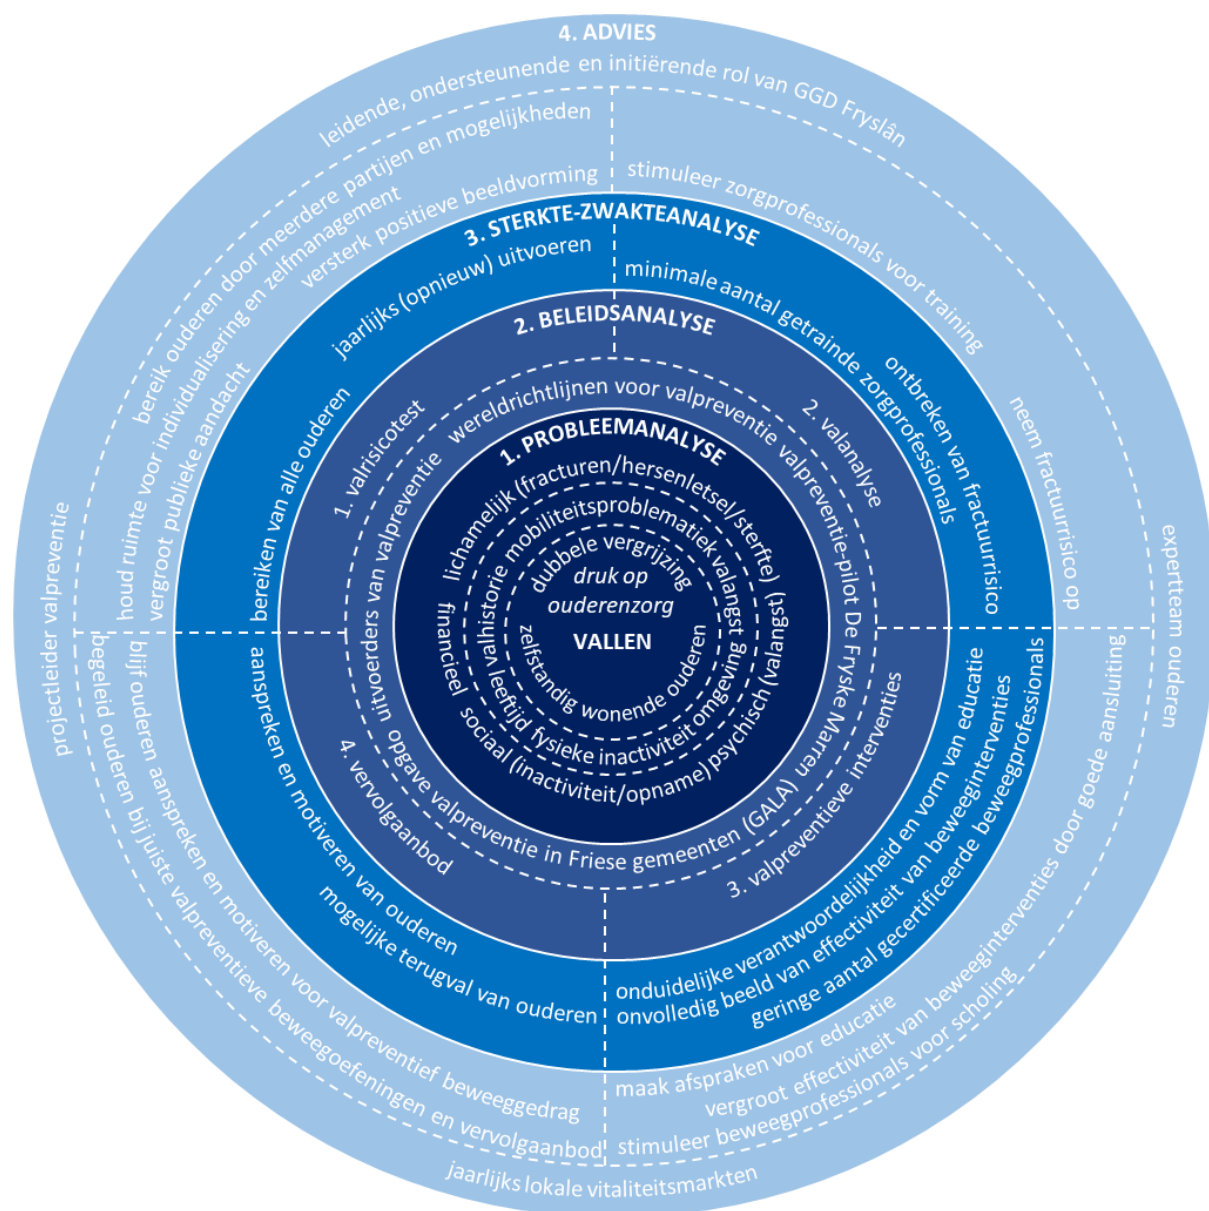 4. ADVIES
leidende, ondersteunende en initiërende rol van GGD Fryslân
expertteam ouderen
jaarlijks lokale vitaliteitsmarkten
projectleider valpreventie
bereik ouderen door meerdere partijen en mogelijkheden
houd ruimte voor individualisering en zelfmanagement
versterk positieve beeldvorming
vergroot publieke aandacht
stimuleer zorgprofessionals voor training
neem fractuurrisico op
maak afspraken voor educatie
vergroot effectiviteit van beweeginterventies door goede aansluiting
stimuleer beweegprofessionals voor scholing
blijf ouderen aanspreken en motiveren voor valpreventief beweeggedrag
begeleid ouderen bij juiste valpreventieve beweegoefeningen en vervolgaanbod
3. STERKTE-ZWAKTEANALYSE
bereiken van alle ouderen
jaarlijks (opnieuw) uitvoeren
minimale aantal getrainde zorgprofessionals
ontbreken van fractuurrisico
onduidelijke verantwoordelijkheid en vorm van educatie
onvolledig beeld van effectiviteit van beweeginterventies
geringe aantal gecertificeerde beweegprofessionals
aanspreken en motiveren van ouderen
mogelijke terugval van ouderen
2. BELEIDSANALYSE
1. valrisicotest
2. valanalyse
3. valpreventieve interventies
4. vervolgaanbod
wereldrichtlijnen voor valpreventie
valpreventie-pilot De Fryske Marren
opgave valpreventie in Friese gemeenten (GALA)
uitvoerders van valpreventie
1. PROBLEEMANALYSE
lichamelijk (fracturen/hersenletsel/sterfte)
psychisch (valangst)
sociaal (inactiviteit/opname)
financieel
mobiliteitsproblematiek
valangst
omgeving
fysieke inactiviteit
leeftijd
valhistorie
dubbele vergrijzing
zelfstandig wonende ouderen
druk op
ouderenzorg
VALLEN